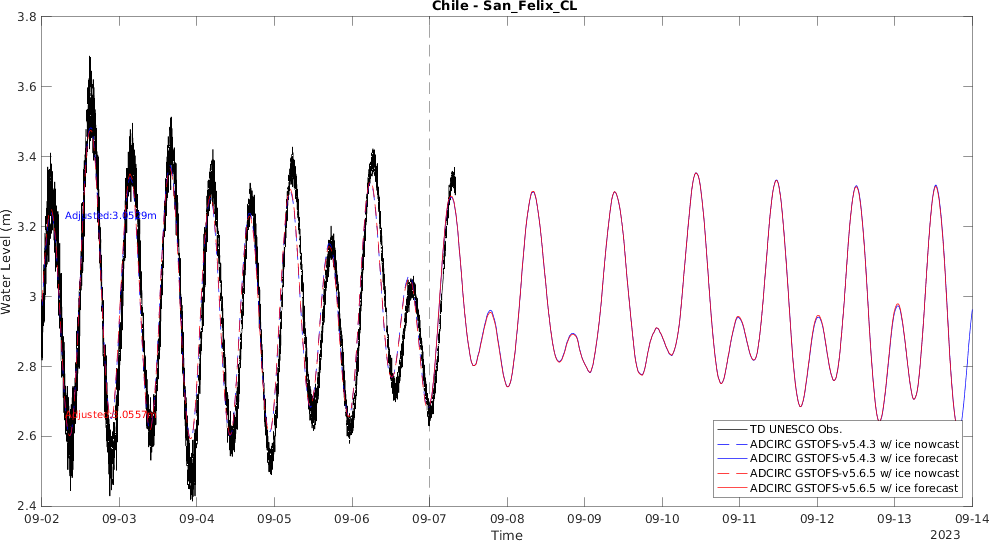 Chile - San_Felix_CL
3.8
3.6
3.4
3.2
3
2.8
2.6
2.4
Water Level (m)
TD UNESCO Obs.
ADCIRC GSTOFS-v5.4.3 w/ ice nowcast
ADCIRC GSTOFS-v5.4.3 w/ ice forecast
ADCIRC GSTOFS-v5.6.5 w/ ice nowcast
ADCIRC GSTOFS-v5.6.5 w/ ice forecast
09-02 09-03 09-04 09-05 09-06 09-07 09-08 09-09 09-10 09-11 09-12 09-13 09-14
Time
2023